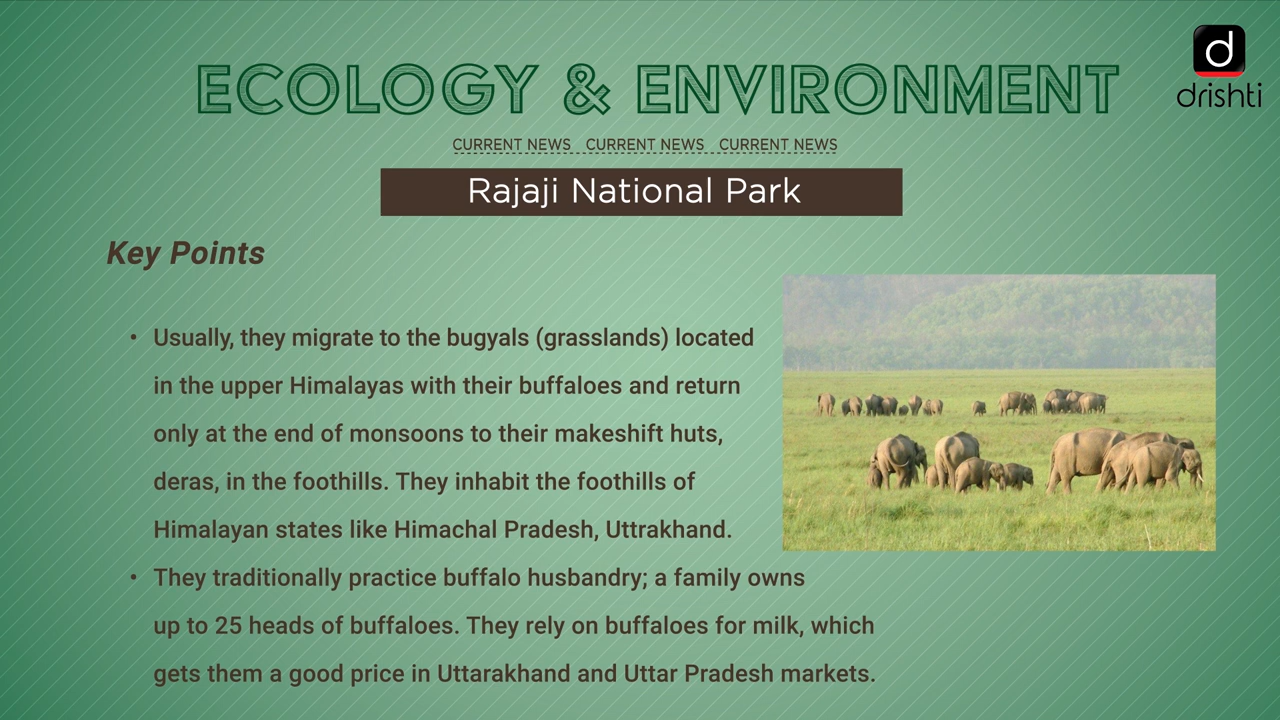 ECOLOGY & ENVIRONMENT
d
drishti
CURRENT NEWS CURRENT NEWS CURRENT NEWS
Rajaji National Park
Key Points
• Usually, they migrate to the bugyals (grasslands) located
in the upper Himalayas with their buffaloes and return
only at the end of monsoons to their makeshift huts,
deras, in the foothills. They inhabit the foothills of
Himalayan states like Himachal Pradesh, Uttrakhand.
• They traditionally practice buffalo husbandry; a family owns
up to 25 heads of buffaloes. They rely on buffaloes for milk, which
gets them a good price in Uttarakhand and Uttar Pradesh markets.